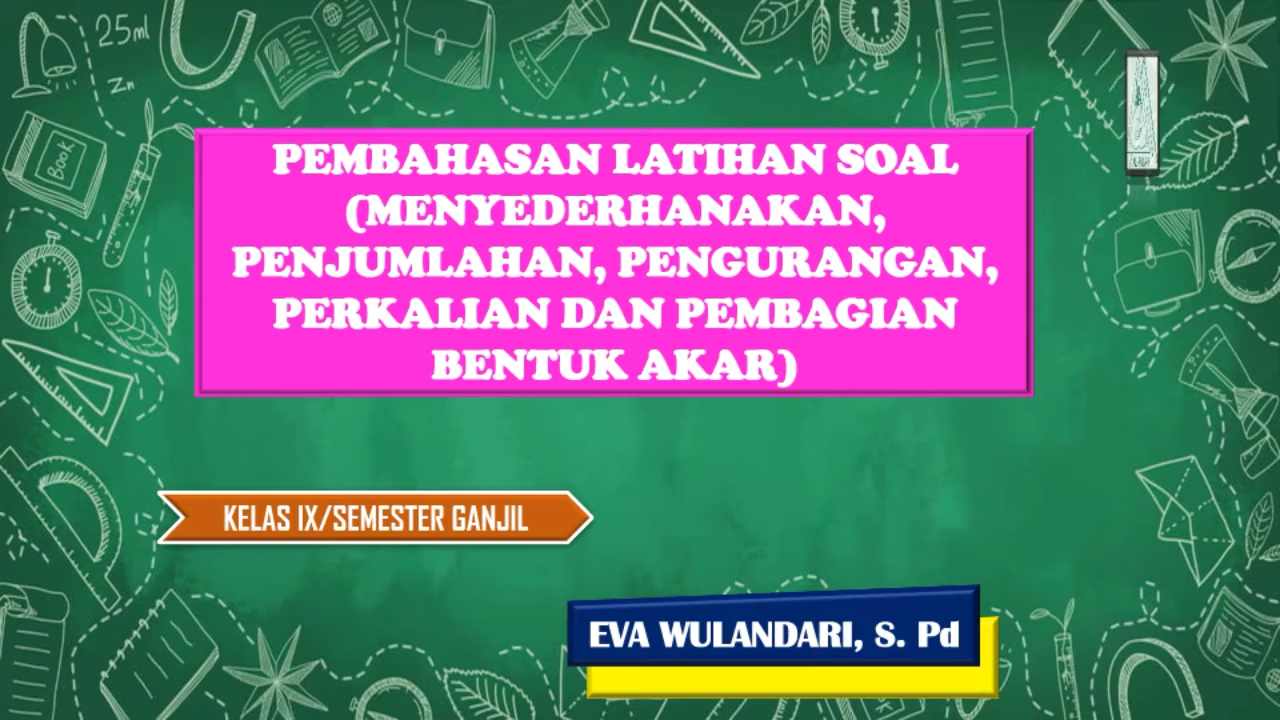 25ml
Zn
Book
PEMBAHASAN LATIHAN SOAL
(MENYEDERHANAKAN,
PENJUMLAHAN, PENGURANGAN,
PERKALIAN DAN PEMBAGIAN
BENTUK AKAR)
KELAS IX/SEMESTER GANJIL
EVA WULANDARI, S. Pd